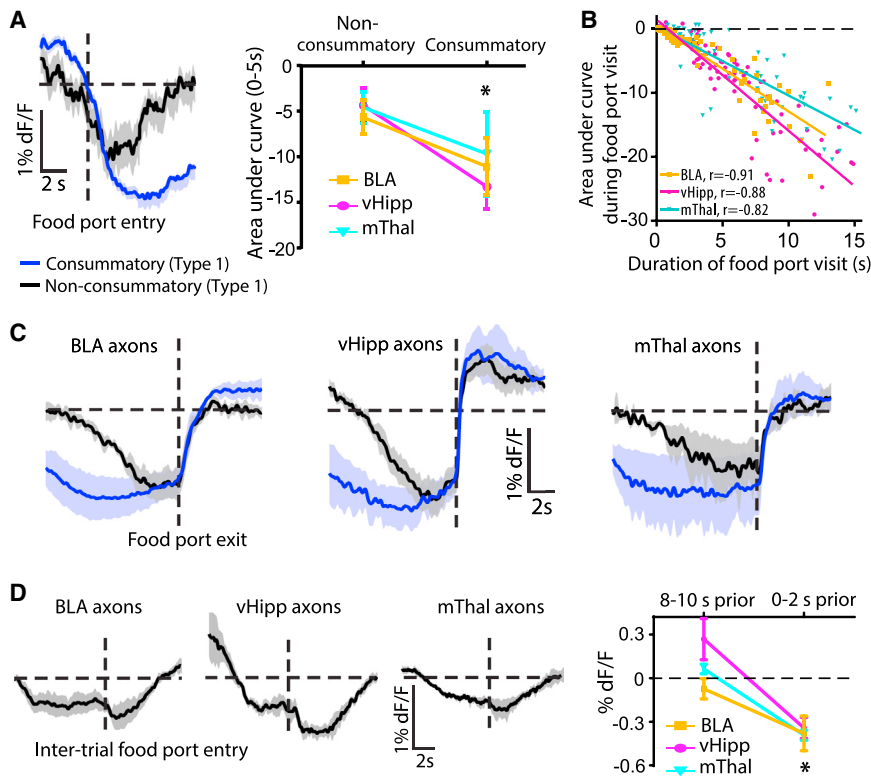 A
1% dF/F
2 s
Food port entry
Consummatory (Type 1)
Non-consummatory (Type 1)
Non-
consummatory Consummatory
Area under curve (0-5s)
0
-5
-10
-15
-20
*
BLA
vHipp
mThal
B
Area under curve
during food port visit
0
-10
-20
-30
BLA, r=-0.91
vHipp, r=-0.88
mThal, r=-0.82
0 5 10 15
Duration of food port visit (s)
C
BLA axons
vHipp axons
mThal axons
1% dF/F
2s
Food port exit
D
BLA axons
vHipp axons
mThal axons
1% dF/F
2s
Inter-trial food port entry
8-10 s prior 0-2 s prior
% dF/F
0.3
0
-0.3
-0.6
BLA
vHipp
mThal
*